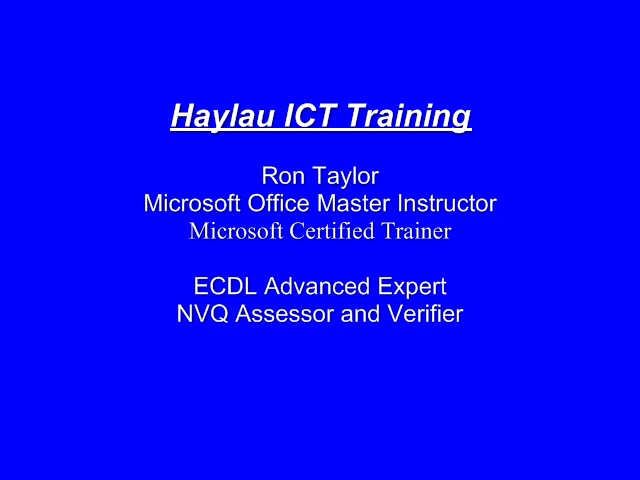 Haylau ICT Training
Ron Taylor
Microsoft Office Master Instructor
Microsoft Certified Trainer
ECDL Advanced Expert
NVQ Assessor and Verifier